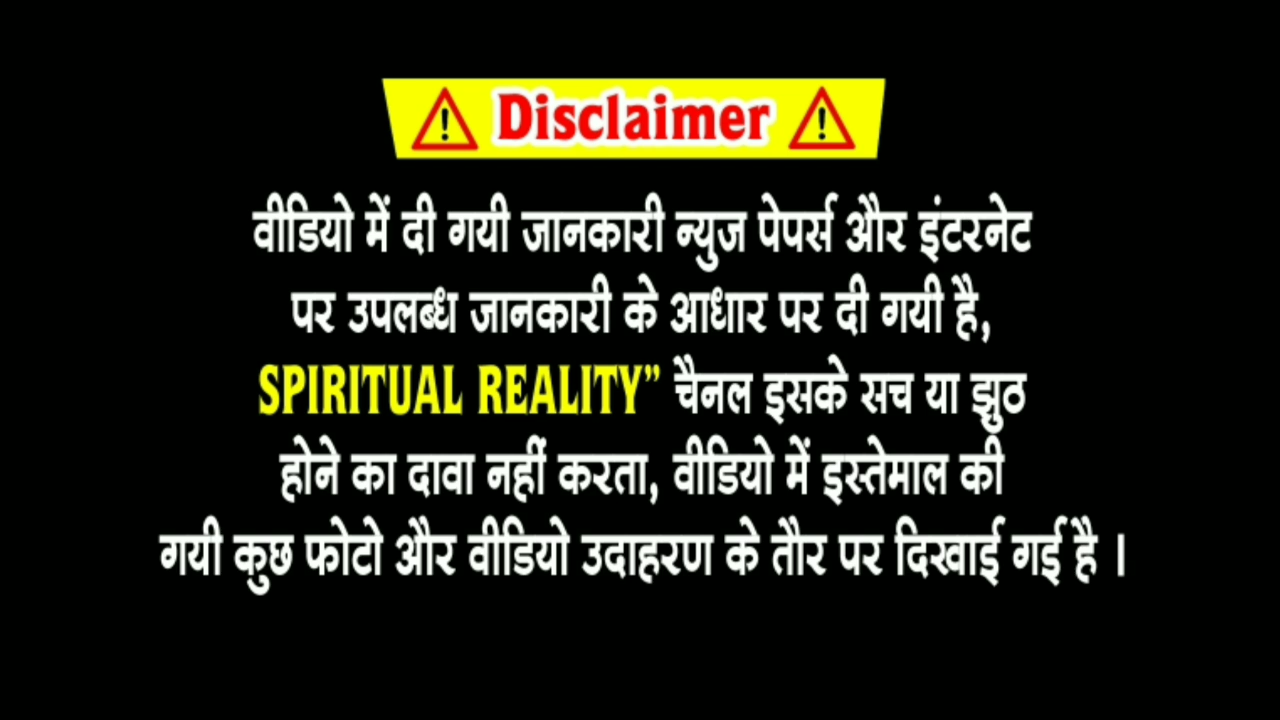 Disclaimer
वीडियो में दी गयी जानकारी न्युज पेपर्स और इंटरनेट
पर उपलब्ध जानकारी के आधार पर दी गयी है,
SPIRITUAL REALITY” चैनल इसके सच या झुठ
होने का दावा नहीं करता, वीडियो में इस्तेमाल की
गयी कुछ फोटो और वीडियो उदाहरण के तौर पर दिखाई गई है ।